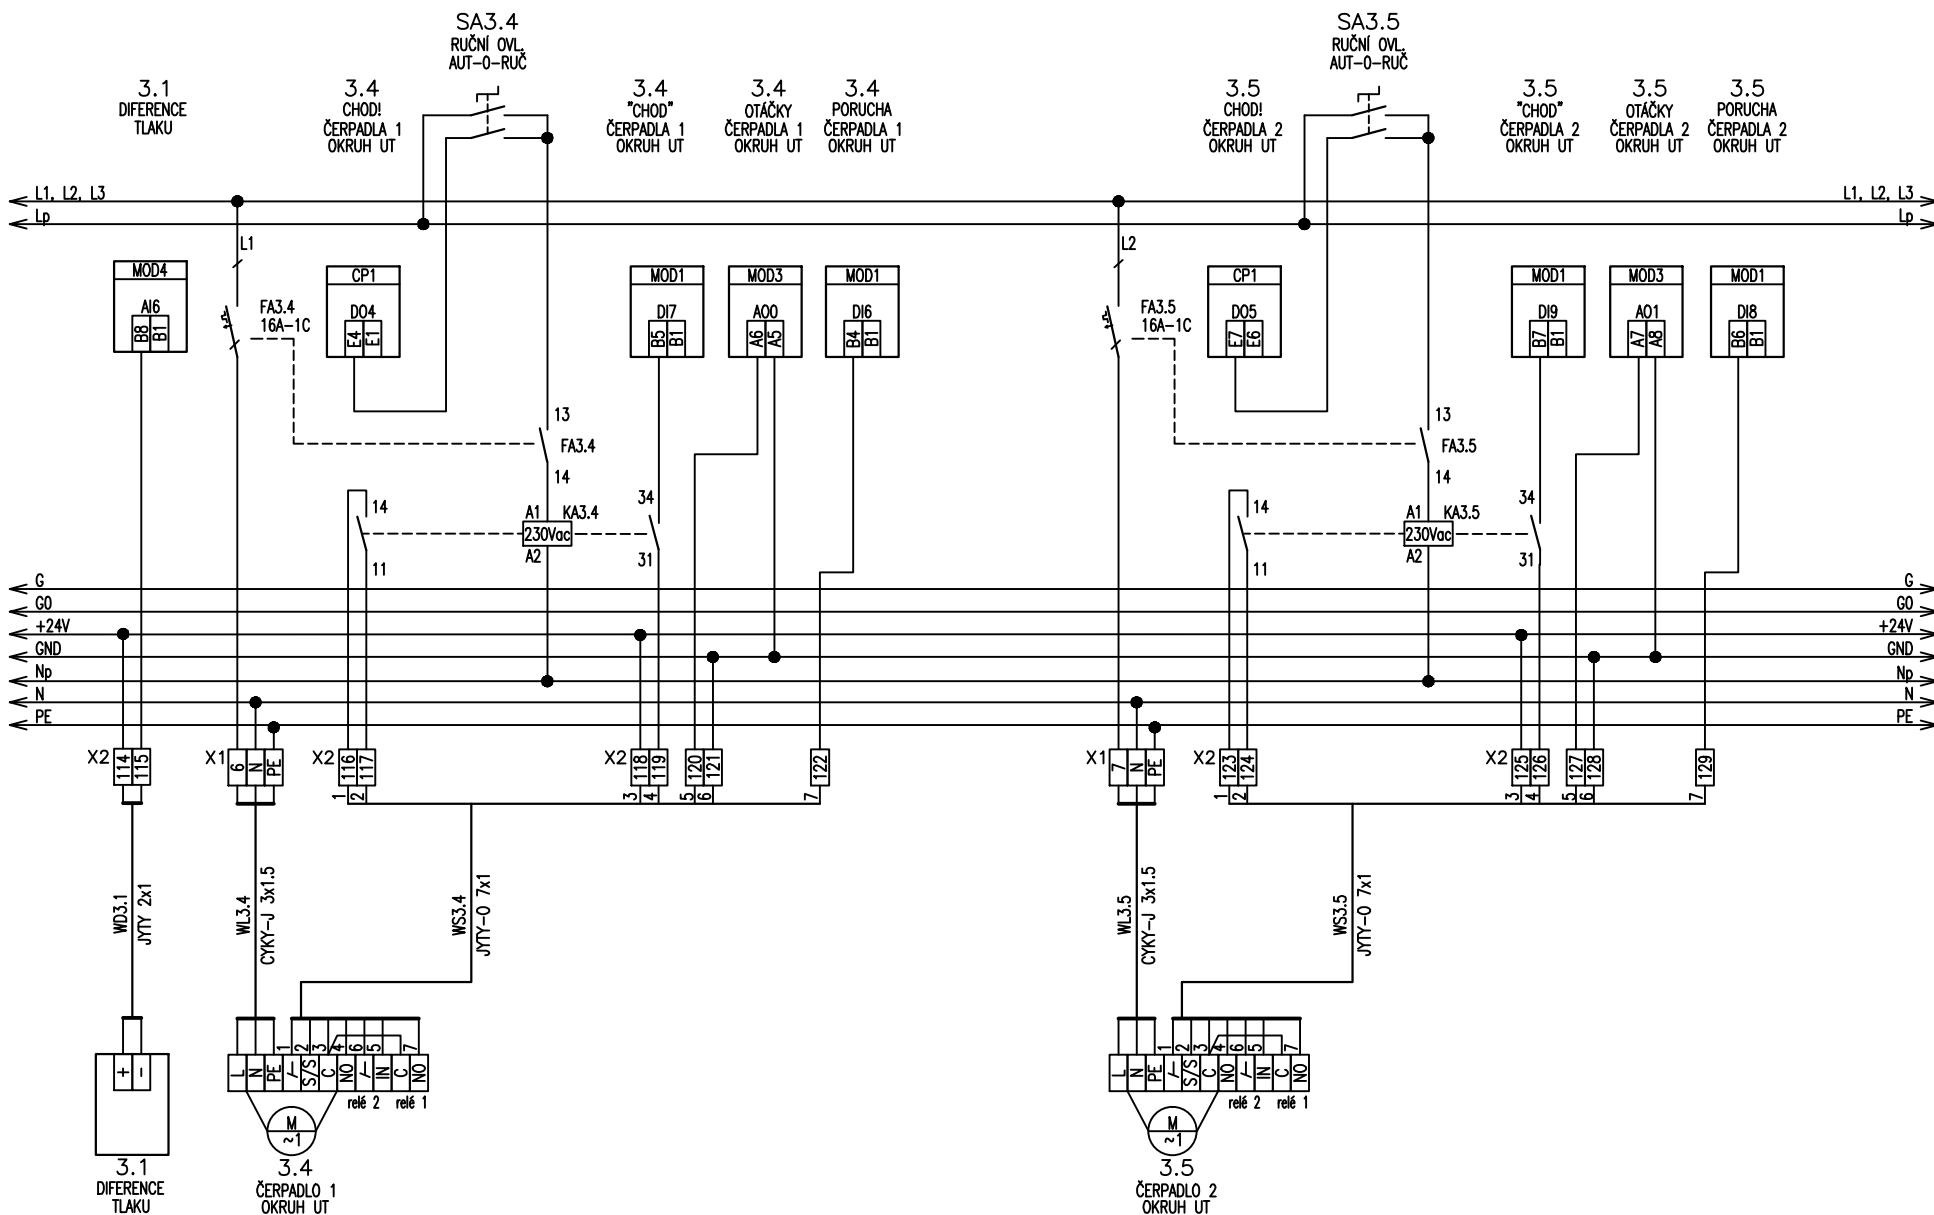 SA3.4
RUČNÍ OVL.
AUT-0-RUČ
SA3.5
RUČNÍ OVL.
AUT-0-RUČ
3.1
DIFERENCE
TLAKU
3.4
CHOD!
ČERPADLA 1
OKRUH UT
3.4
"CHOD"
ČERPADLA 1
OKRUH UT
3.4
OTÁČKY
ČERPADLA 1
OKRUH UT
3.4
PORUCHA
ČERPADLA 1
OKRUH UT
3.5
CHOD!
ČERPADLA 2
OKRUH UT
3.5
"CHOD"
ČERPADLA 2
OKRUH UT
3.5
OTÁČKY
ČERPADLA 2
OKRUH UT
3.5
PORUCHA
ČERPADLA 2
OKRUH UT
L1, L2, L3
L1, L2, L3
Lp
Lp
L1
L2
MOD4
AI6
B8 B1
FA3.4
16A-1C
CP1
DO4
E4 E1
MOD1
DI7
B5 B1
MOD3
AO0
A6 A5
MOD1
DI6
B4 B1
FA3.5
16A-1C
CP1
DO5
E7 E6
MOD1
DI9
B7 B1
MOD3
AO1
A7 A8
MOD1
DI8
B6 B1
13
FA3.4
14
13
FA3.5
14
14
11
A1 KA3.4
230Vac
A2
34
31
14
11
A1 KA3.5
230Vac
A2
34
31
G
G
G0
G0
+24V
+24V
GND
GND
Np
Np
N
N
PE
PE
X2 114 115
X1 6 N PE
X2 116 117
X2 118 119
120 121
122
X1 7 N PE
X2 123 124
X2 125 126
127 128
129
1 2 3 4 5 6 7
1 2 3 4 5 6 7
WD3.1
JYTY 2x1
WL3.4
CYKY-J 3x1.5
WS3.4
JYTY-O 7x1
WL3.5
CYKY-J 3x1.5
WS3.5
JYTY-O 7x1
1 2 3 4 6 5 7
1 2 3 4 6 5 7
+ -
L N PE -/- S/S C NO -/- IN C NO
relé 2 relé 1
L N PE -/- S/S C NO -/- IN C NO
relé 2 relé 1
M
~1
M
~1
3.1
DIFERENCE
TLAKU
3.4
ČERPADLO 1
OKRUH UT
3.5
ČERPADLO 2
OKRUH UT